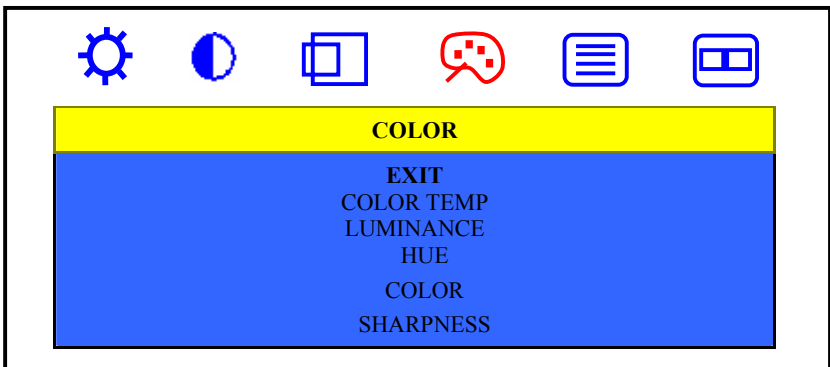 COLOR
EXIT
COLOR TEMP
LUMINANCE
HUE
COLOR
SHARPNESS